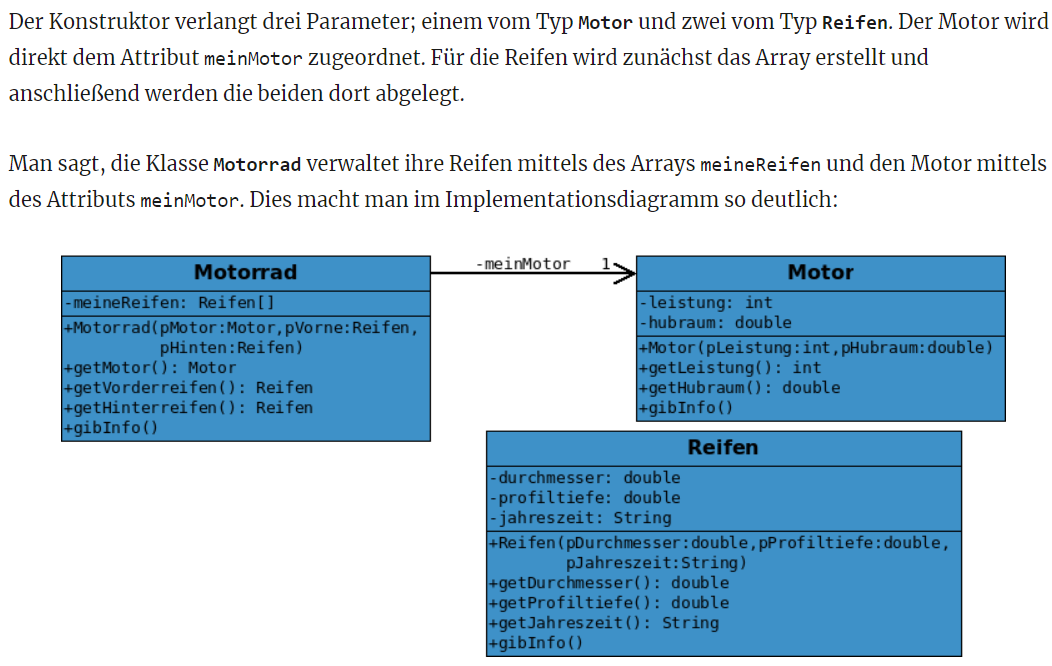 Der Konstruktor verlangt drei Parameter; einem vom Typ Motor und zwei vom Typ Reifen. Der Motor wird
direkt dem Attribut meinMotor zugeordnet. Für die Reifen wird zunächst das Array erstellt und
anschließend werden die beiden dort abgelegt.
Man sagt, die Klasse Motorrad verwaltet ihre Reifen mittels des Arrays meineReifen und den Motor mittels
des Attributs meinMotor. Dies macht man im Implementationsdiagramm so deutlich:
Motorrad
-meineReifen: Reifen[]
+Motorrad(pMotor:Motor,pVorne:Reifen,
pHinten:Reifen)
+getMotor(): Motor
+getVorderreifen(): Reifen
+getHinterreifen(): Reifen
+gibInfo()
-meinMotor 1
Motor
-leistung: int
-hubraum: double
+Motor(pLeistung:int,pHubraum:double)
+getLeistung(): int
+getHubraum(): double
+gibInfo()
Reifen
-durchmesser: double
-profiltiefe: double
-jahreszeit: String
+Reifen(pDurchmesser:double,pProfiltiefe:double,
pJahreszeit:String)
+getDurchmesser(): double
+getProfiltiefe(): double
+getJahreszeit(): String
+gibInfo()